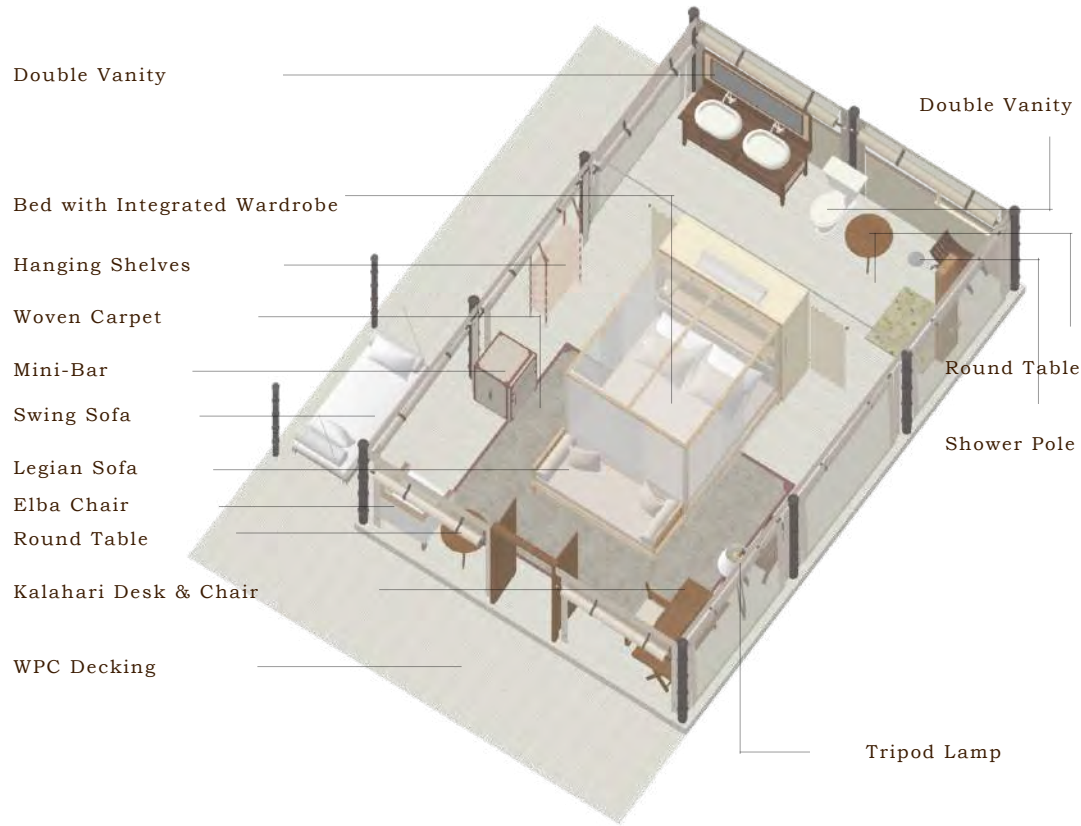 Double Vanity
Double Vanity
Bed with Integrated Wardrobe
Hanging Shelves
Woven Carpet
Mini-Bar
Round Table
Swing Sofa
Shower Pole
Legian Sofa
Elba Chair
Round Table
Kalahari Desk & Chair
WPC Decking
Tripod Lamp